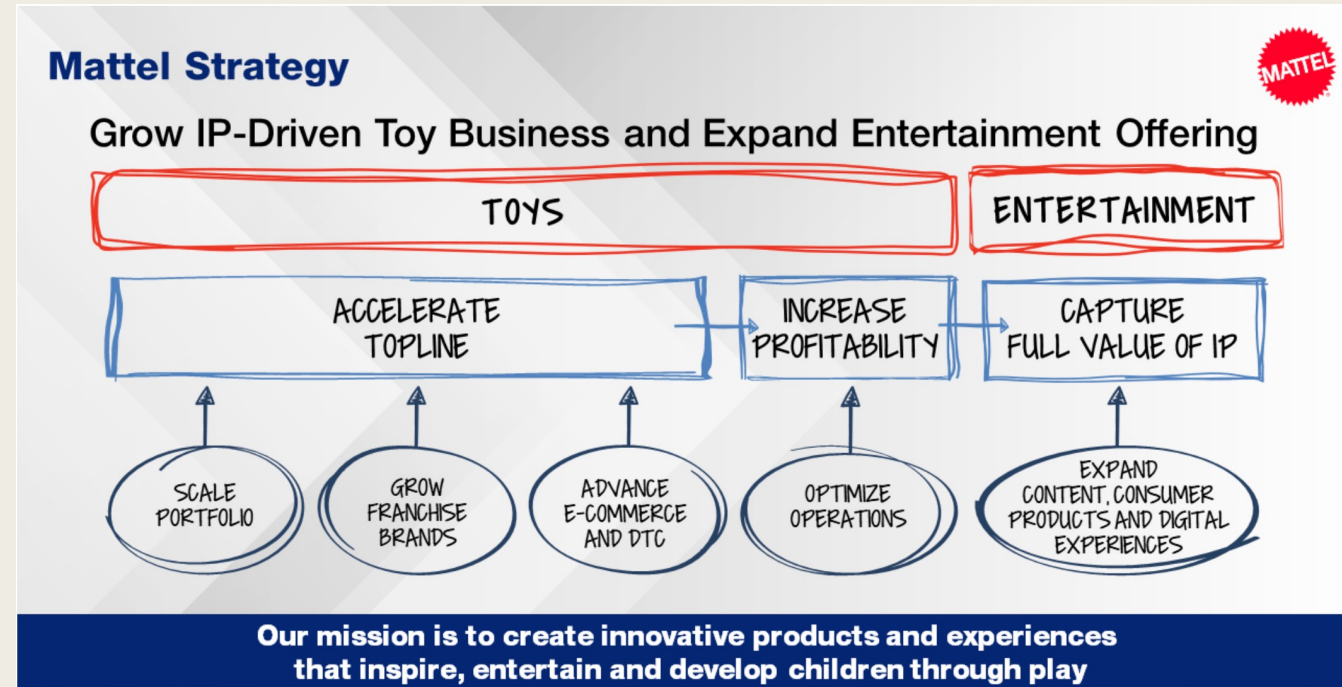 Mattel Strategy
MATTEL
Grow IP-Driven Toy Business and Expand Entertainment Offering
TOYS
ENTERTAINMENT
ACCELERATE
TOPLINE
INCREASE
PROFITABILITY
CAPTURE
FULL VALUE OF IP
SCALE
PORTFOLIO
GROW
FRANCHISE
BRANDS
ADVANCE
E-COMMERCE
AND DTC
OPTIMIZE
OPERATIONS
EXPAND
CONTENT, CONSUMER
PRODUCTS AND DIGITAL
EXPERIENCES
Our mission is to create innovative products and experiences
that inspire, entertain and develop children through play